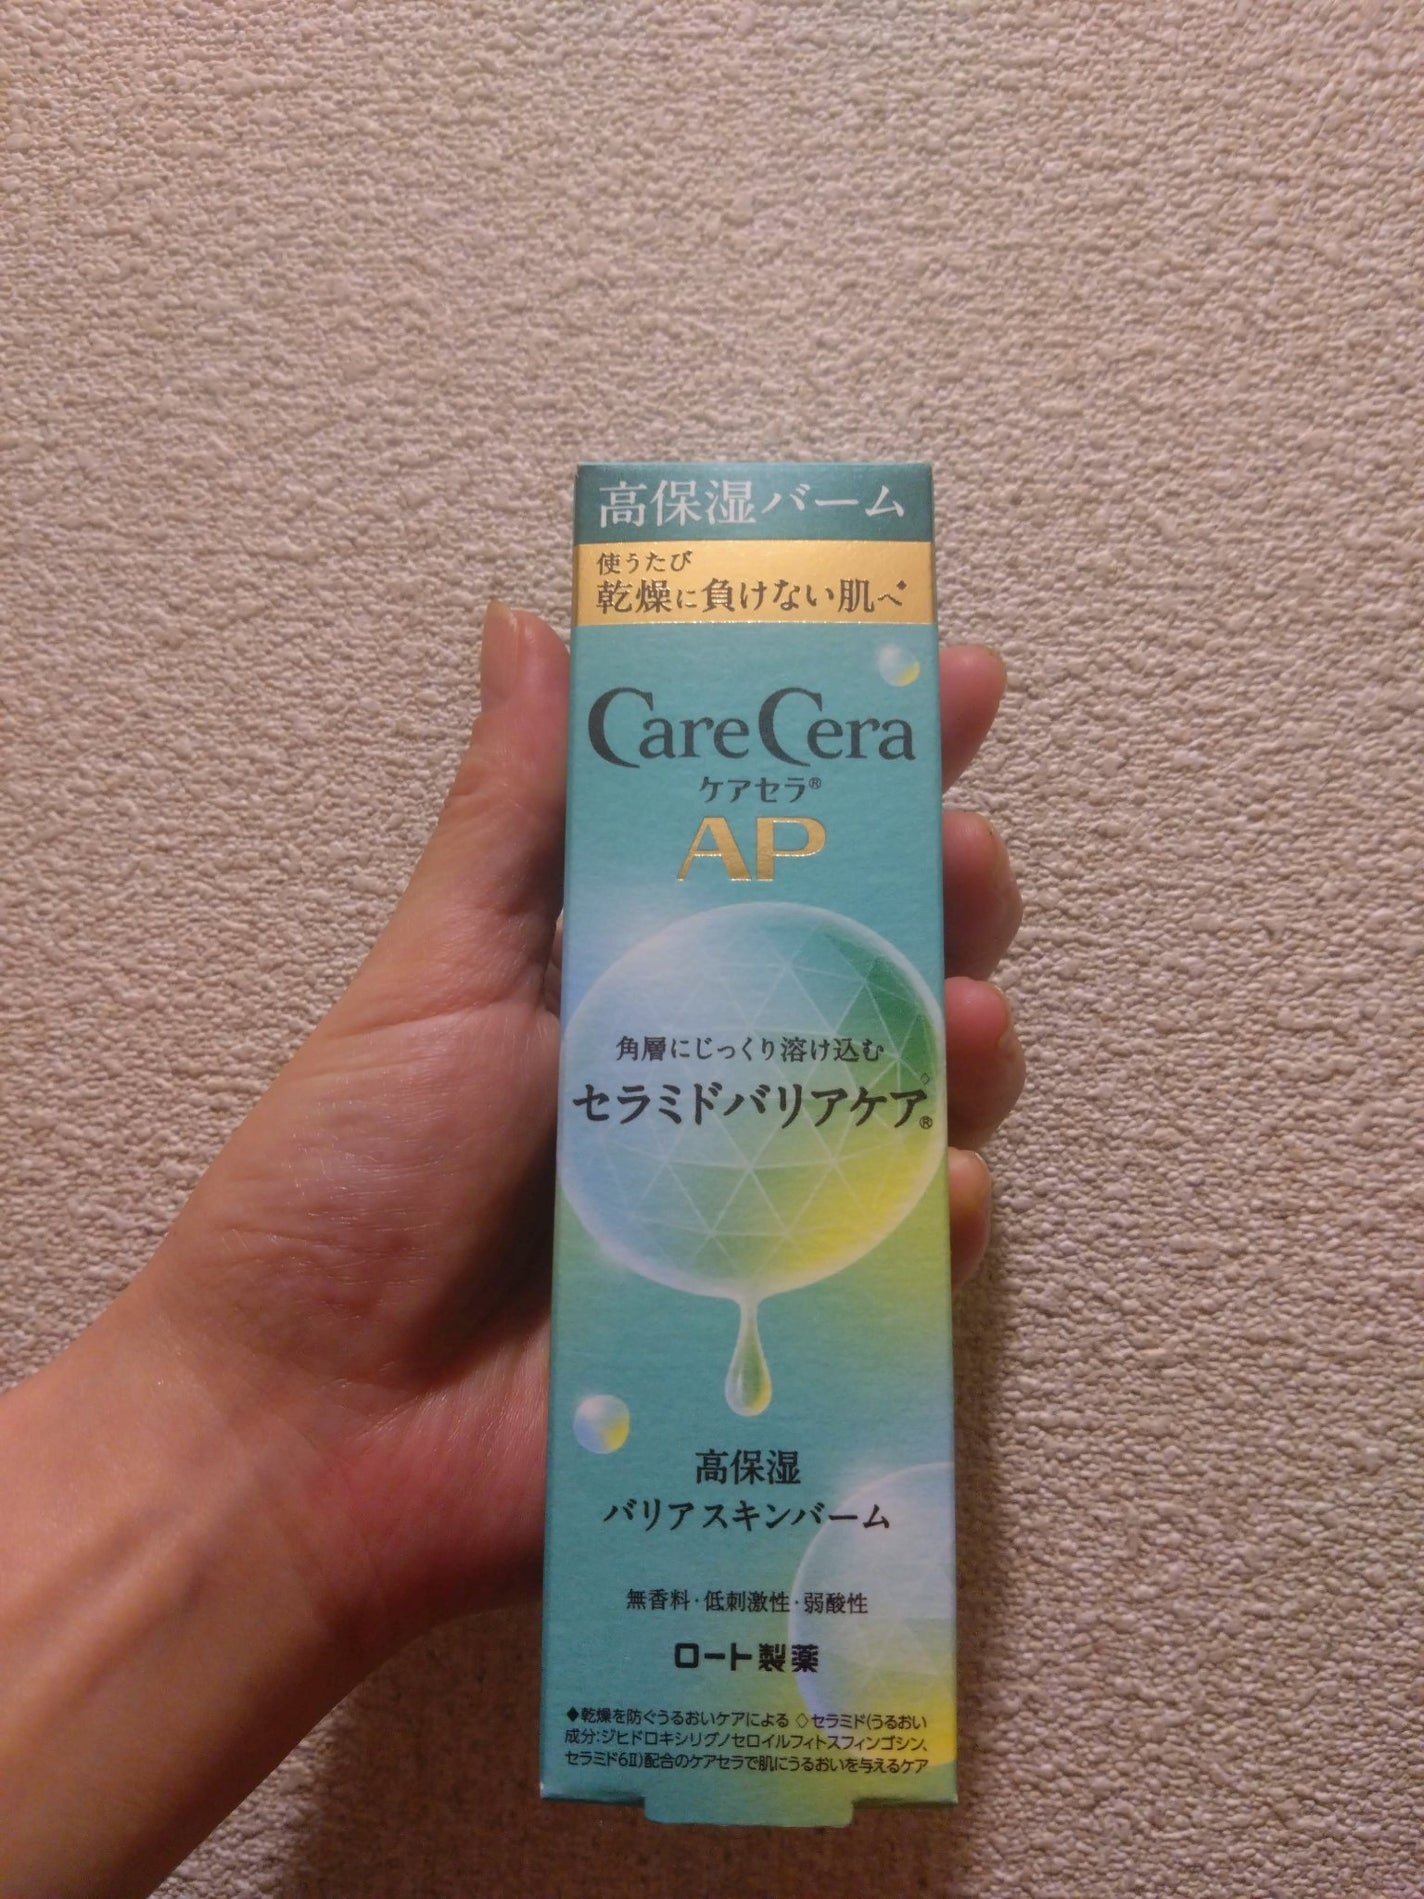 高保湿バーム
使うたび
乾燥に負けない肌へ◆
CareCera
ケアセラ®
AP
角層にじっくり溶け込む
セラミドバリアケア◇®
高保湿
バリアスキンバーム
無香料・低刺激性・弱酸性
ロート製薬
◆乾燥を防ぐうるおいケアによる ◇セラミド(うるおい
成分:ジヒドロキシリグノセロイルフィトスフィンゴシン、
セラミド6Ⅱ)配合のケアセラで肌にうるおいを与えるケア